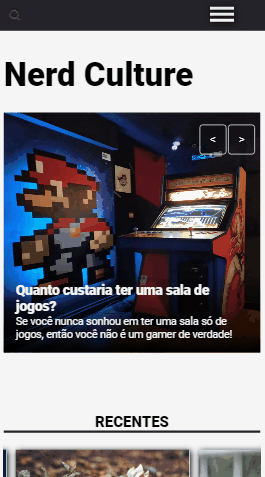 Nerd Culture
< >
Quanto custaria ter uma sala de
jogos?
Se você nunca sonhou em ter uma sala só de
jogos, então você não é um gamer de verdade!
RECENTES